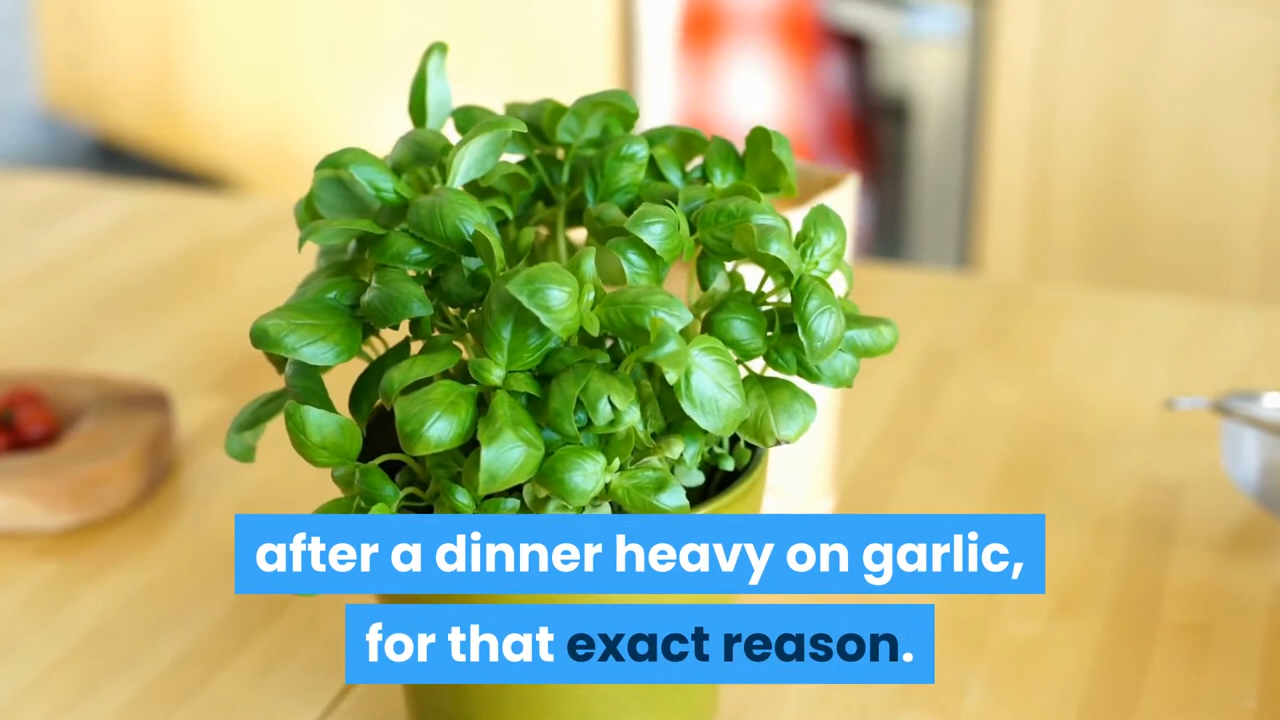 after a dinner heavy on garlic,
for that exact reason.